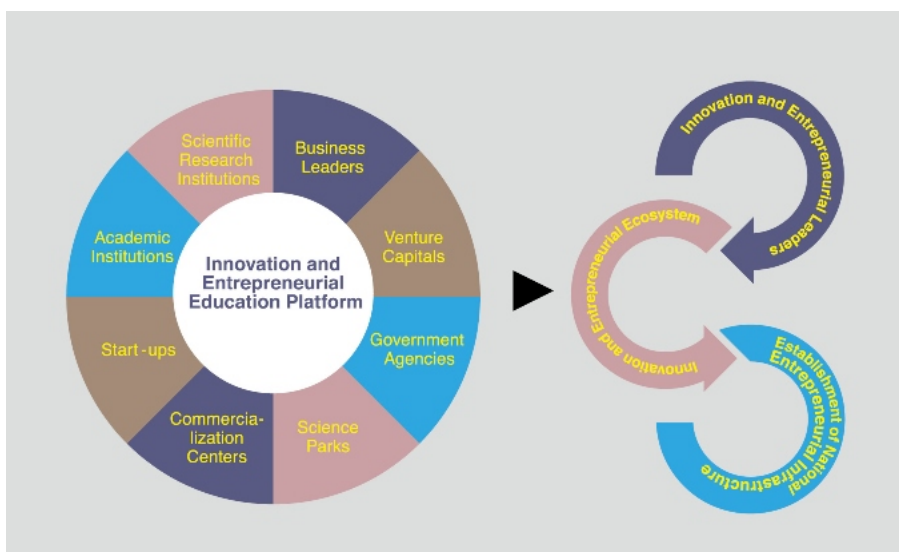 Scientific
Research
Institutions
Business
Leaders
Academic
Institutions
Venture
Capitals
Innovation and
Entrepreneurial
Education Platform
Start-ups
Government
Agencies
Commercia-
lization
Centers
Science
Parks
Innovation and Entrepreneurial Leaders
Innovation and Entrepreneurial Ecosystem
Establishment of National
Entrepreneurial Infrastructure